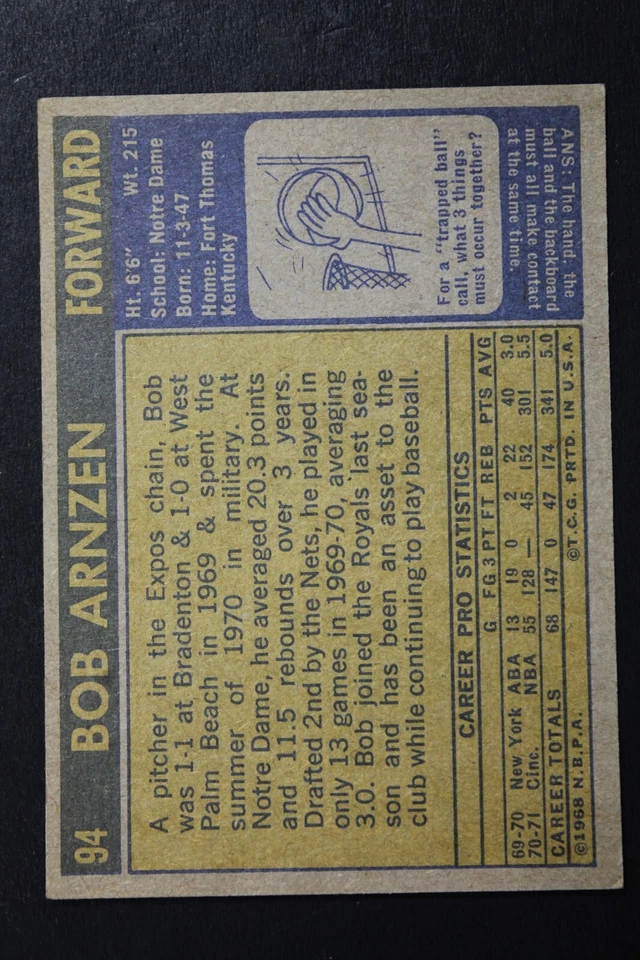 94 BOB ARNZEN FORWARD
A pitcher in the Expos chain, Bob
was 1-1 at Bradenton & 1-0 at West
Palm Beach in 1969 & spent the
summer of 1970 in military. At
Notre Dame, he averaged 20.3 points
and 11.5 rebounds over 3 years.
Drafted 2nd by the Nets, he played in
only 13 games in 1969-70, averaging
3.0. Bob joined the Royals last sea-
son and has been an asset to the
club while continuing to play baseball.
Ht. 6'6" Wt. 215
School: Notre Dame
Born: 11-3-47
Home: Fort Thomas
Kentucky
For a "trapped ball"
call, what 3 things
must occur together?
ANS: The hand, the
ball and the backboard
must all make contact
at the same time.
CAREER PRO STATISTICS
G FG 3PT FT REB PTS AVG
69-70 New York ABA 13 19 0 2 22 40 3.0
70-71 Cinc. NBA 55 128 — 45 152 301 5.5
CAREER TOTALS 68 147 0 47 174 341 5.0
©1968 N.B.P.A. ©T.C.G. PRTD. IN U.S.A.